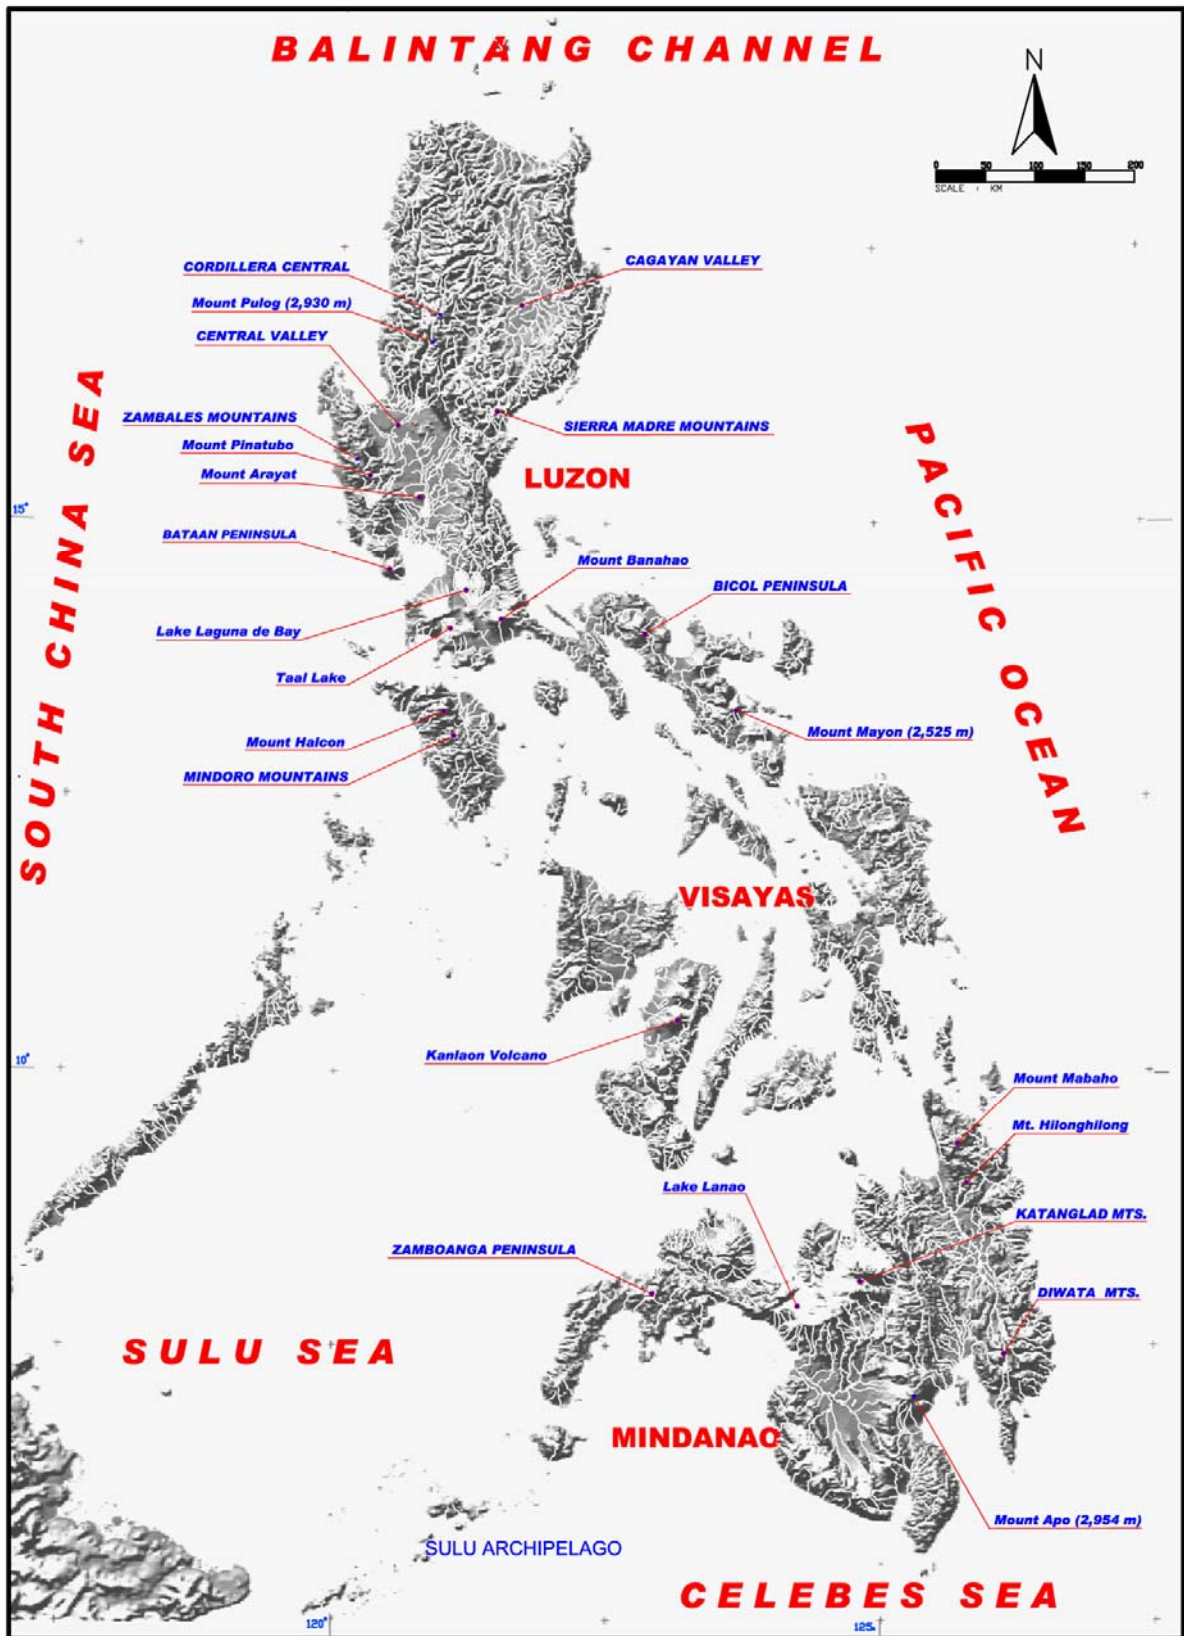 BALINTANG CHANNEL
N
0 50 100 150 200
SCALE : KM
CORDILLERA CENTRAL
CAGAYAN VALLEY
Mount Pulog (2,930 m)
CENTRAL VALLEY
ZAMBALES MOUNTAINS
SIERRA MADRE MOUNTAINS
Mount Pinatubo
Mount Arayat
LUZON
SOUTH CHINA SEA
PACIFIC OCEAN
15°
BATAAN PENINSULA
Mount Banahao
BICOL PENINSULA
Lake Laguna de Bay
Taal Lake
Mount Halcon
Mount Mayon (2,525 m)
MINDORO MOUNTAINS
VISAYAS
Kanlaon Volcano
10°
Mount Mabaho
Mt. Hilonghilong
Lake Lanao
KATANGLAD MTS.
ZAMBOANGA PENINSULA
DIWATA MTS.
SULU SEA
MINDANAO
Mount Apo (2,954 m)
SULU ARCHIPELAGO
CELEBES SEA
120°
125°